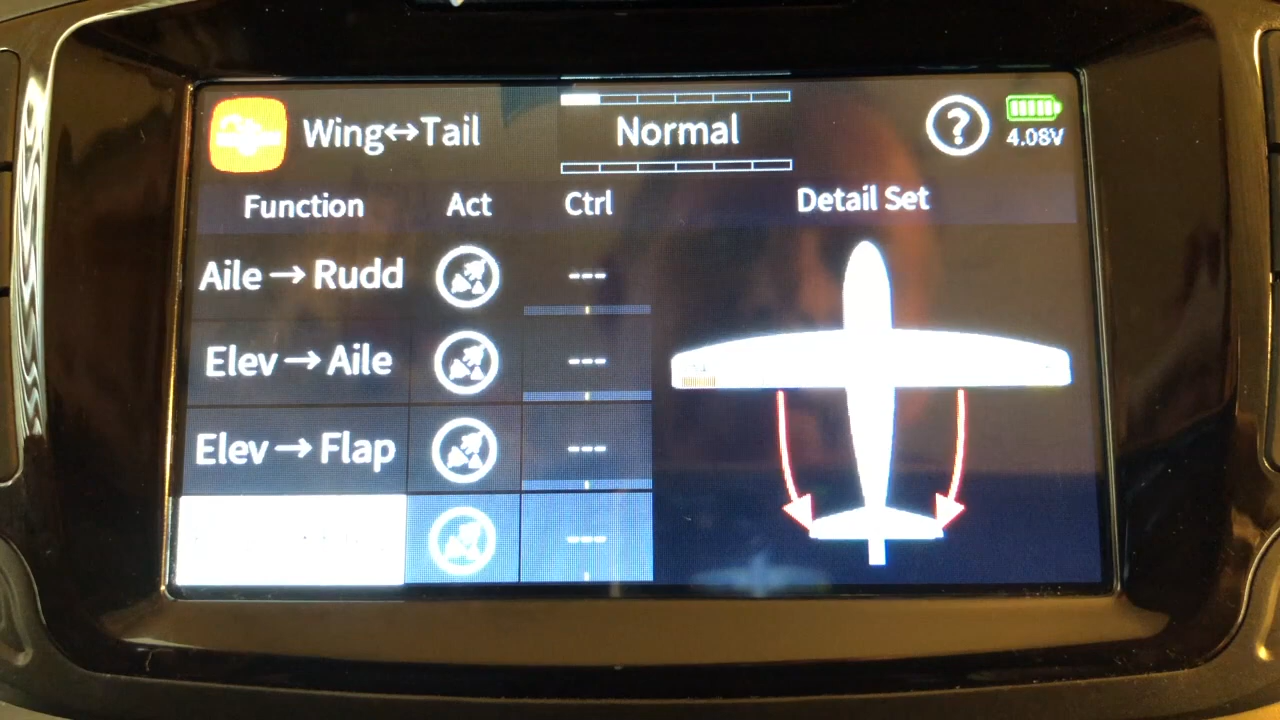 Wing↔Tail
Normal
?
4.08V
Function Act Ctrl Detail Set
Aile → Rudd ---
Elev → Aile ---
Elev → Flap ---
---